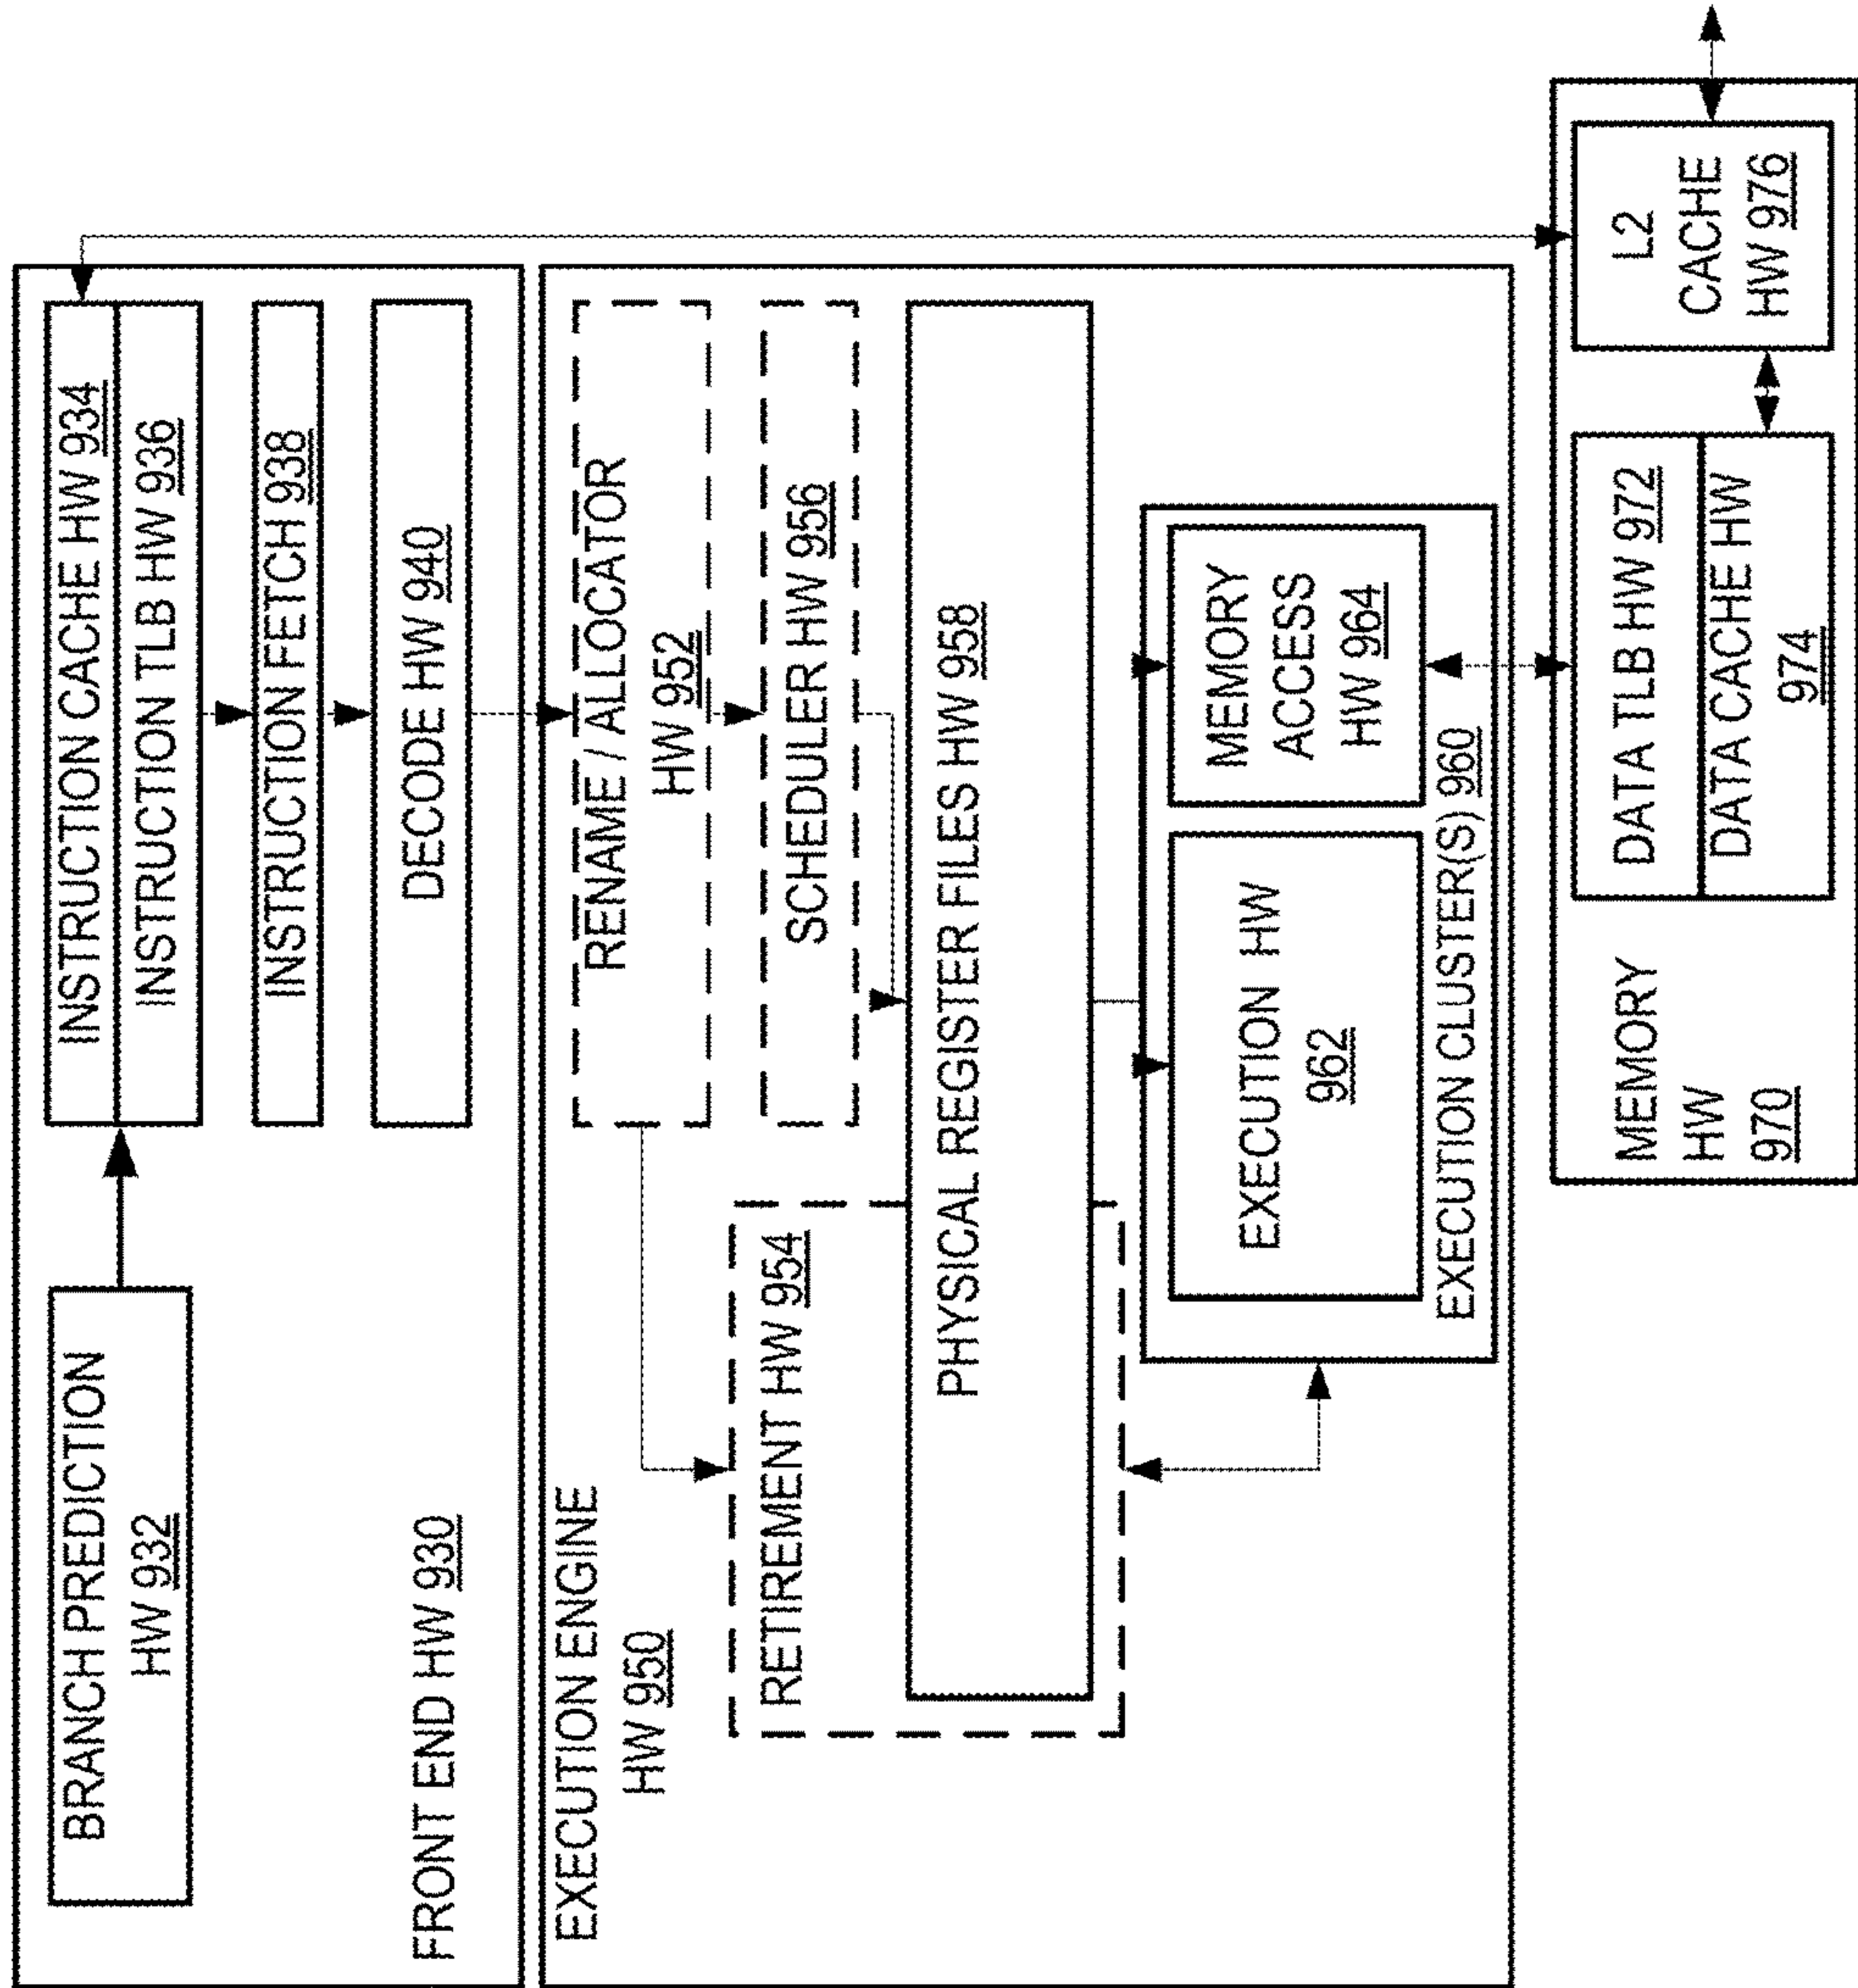 BRANCH PREDICTION
HW 932
INSTRUCTION CACHE HW 934
INSTRUCTION TLB HW 936
INSTRUCTION FETCH 938
DECODE HW 940
FRONT END HW 930
EXECUTION ENGINE
HW 950
RENAME / ALLOCATOR
HW 952
RETIREMENT HW 954
SCHEDULER HW 956
PHYSICAL REGISTER FILES HW 958
EXECUTION HW
962
MEMORY
ACCESS
HW 964
EXECUTION CLUSTER(S) 960
MEMORY
HW
970
DATA TLB HW 972
DATA CACHE HW
974
L2
CACHE
HW 976